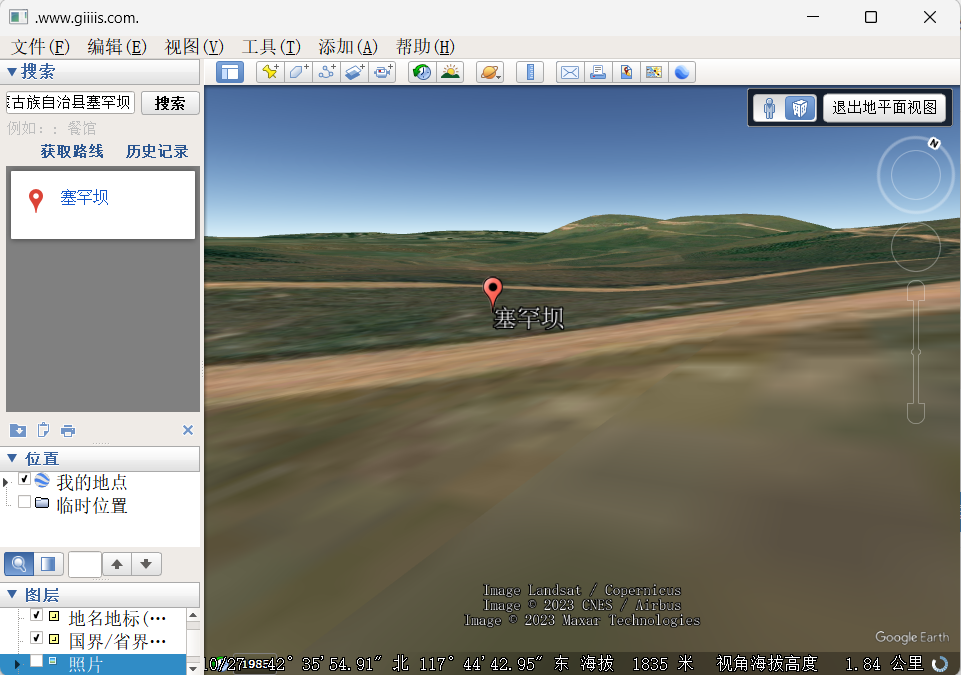 .www.giiiis.com.
文件(F) 编辑(E) 视图(V) 工具(T) 添加(A) 帮助(H)
搜索
古族自治县塞罕坝 搜索
例如：: 餐馆
获取路线 历史记录
塞罕坝
退出地平面视图
N
塞罕坝
位置
我的地点
临时位置
图层
地名地标(…
国界/省界…
照片
Image Landsat / Copernicus
Image © 2023 CNES / Airbus
Image © 2023 Maxar Technologies
Google Earth
10/27 1985 42° 35′54.91″ 北 117° 44′42.95″ 东 海拔 1835 米 视角海拔高度 1.84 公里